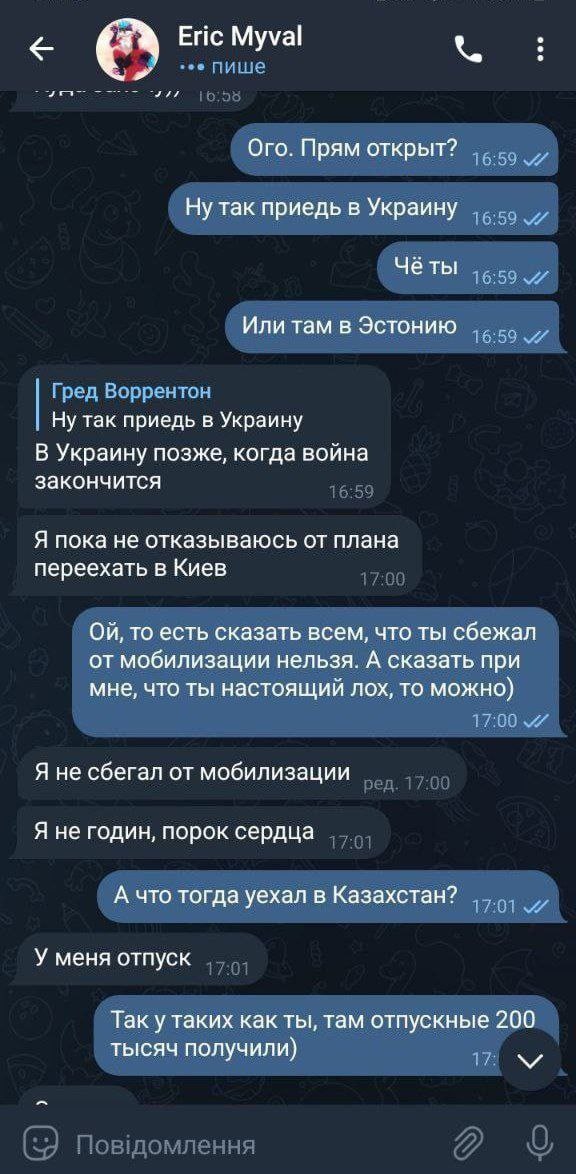 Eric Myval
••• пише
16:58
Ого. Прям открыт? 16:59
Ну так приедь в Украину 16:59
Чё ты 16:59
Или там в Эстонию 16:59
Гред Воррентон
Ну так приедь в Украину
В Украину позже, когда война
закончится 16:59
Я пока не отказываюсь от плана
переехать в Киев 17:00
Ой, то есть сказать всем, что ты сбежал
от мобилизации нельзя. А сказать при
мне, что ты настоящий лох, то можно)
17:00
Я не сбегал от мобилизации ред. 17:00
Я не годин, порок сердца 17:01
А что тогда уехал в Казахстан? 17:01
У меня отпуск 17:01
Так у таких как ты, там отпускные 200
тысяч получили) 17:
Повідомлення